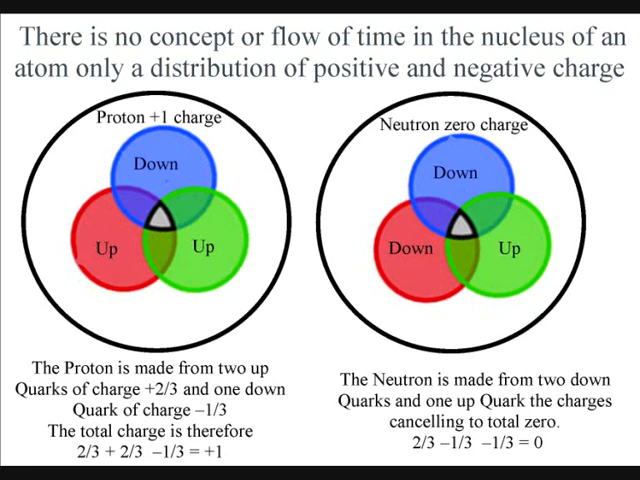 There is no concept or flow of time in the nucleus of an
atom only a distribution of positive and negative charge
Proton +1 charge
Down
Up
Up
The Proton is made from two up
Quarks of charge +2/3 and one down
Quark of charge –1/3
The total charge is therefore
2/3 + 2/3 –1/3 = +1
Neutron zero charge
Down
Down
Up
The Neutron is made from two down
Quarks and one up Quark the charges
cancelling to total zero.
2/3 –1/3 –1/3 = 0